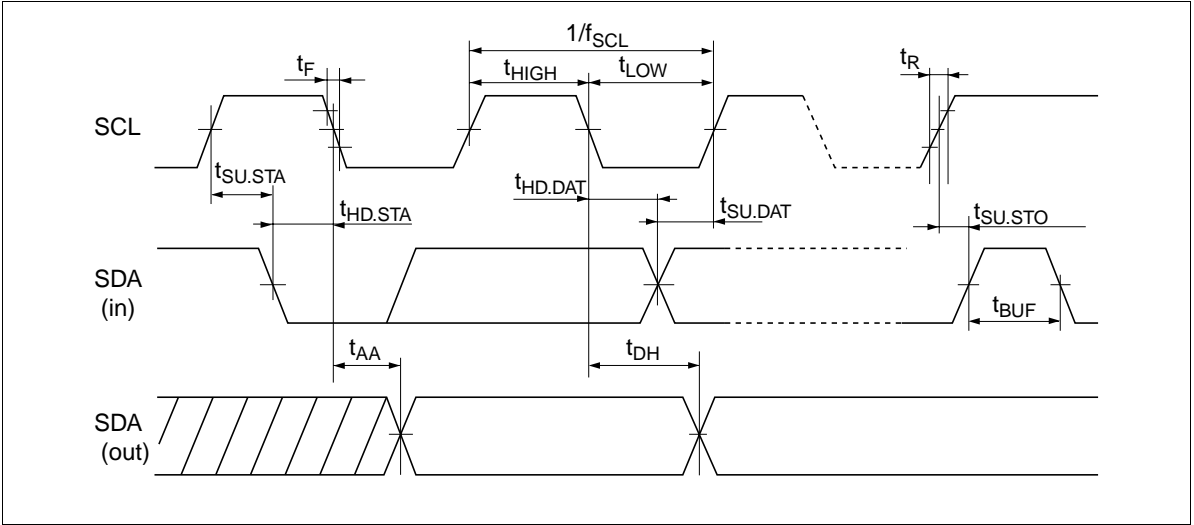 1/fSCL
tF
tHIGH
tLOW
tR
SCL
tSU.STA
tHD.DAT
tHD.STA
tSU.DAT
tSU.STO
SDA
(in)
tBUF
tAA
tDH
SDA
(out)